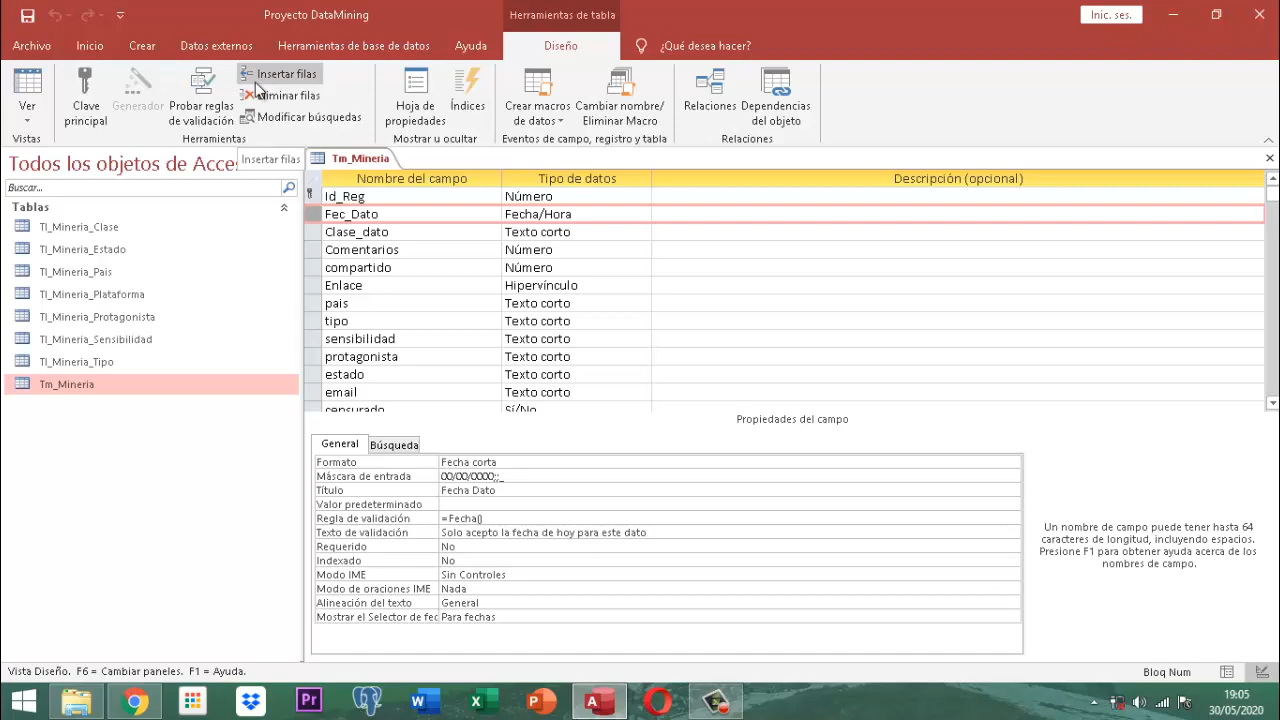 Proyecto DataMining
Herramientas de tabla
Inic. ses.
Archivo Inicio Crear Datos externos Herramientas de base de datos Ayuda Diseño ¿Qué desea hacer?
Ver
Clave principal
Generador
Probar reglas de validación
Insertar filas
Eliminar filas
Modificar búsquedas
Hoja de propiedades
Índices
Crear macros de datos
Cambiar nombre/ Eliminar Macro
Relaciones
Dependencias del objeto
Vistas
Herramientas
Mostrar u ocultar
Eventos de campo, registro y tabla
Relaciones
Todos los objetos de Acce
Insertar filas
Buscar...
Tablas
Tl_Mineria_Clase
Tl_Mineria_Estado
Tl_Mineria_Pais
Tl_Mineria_Plataforma
Tl_Mineria_Protagonista
Tl_Mineria_Sensibilidad
Tl_Mineria_Tipo
Tm_Mineria
Tm_Mineria
Nombre del campo Tipo de datos Descripción (opcional)
Id_Reg Número
Fec_Dato Fecha/Hora
Clase_dato Texto corto
Comentarios Número
compartido Número
Enlace Hipervínculo
pais Texto corto
tipo Texto corto
sensibilidad Texto corto
protagonista Texto corto
estado Texto corto
email Texto corto
censurado Sí/No
Propiedades del campo
General Búsqueda
Formato Fecha corta
Máscara de entrada 00/00/0000;;_
Título Fecha Dato
Valor predeterminado
Regla de validación =Fecha()
Texto de validación Solo acepto la fecha de hoy para este dato
Requerido No
Indexado No
Modo IME Sin Controles
Modo de oraciones IME Nada
Alineación del texto General
Mostrar el Selector de fec Para fechas
Un nombre de campo puede tener hasta 64
caracteres de longitud, incluyendo espacios.
Presione F1 para obtener ayuda acerca de los
nombres de campo.
Vista Diseño. F6 = Cambiar paneles. F1 = Ayuda.
Bloq Num
Pr
19:05
30/05/2020